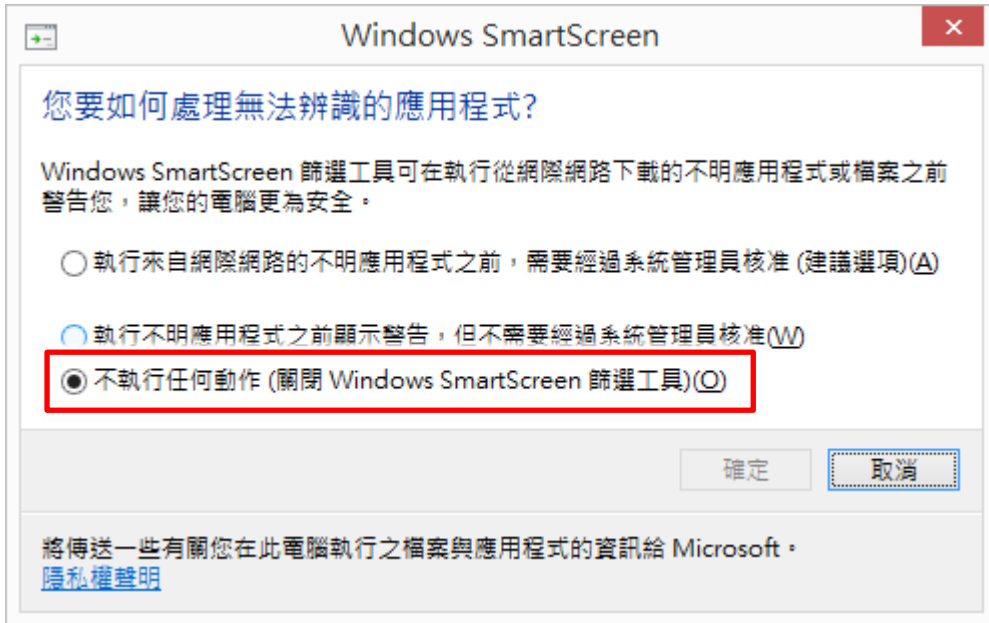 Windows SmartScreen
您要如何處理無法辨識的應用程式?
Windows SmartScreen 篩選工具可在執行從網際網路下載的不明應用程式或檔案之前
警告您，讓您的電腦更為安全。
執行來自網際網路的不明應用程式之前，需要經過系統管理員核准 (建議選項)(A)
執行不明應用程式之前顯示警告，但不需要經過系統管理員核准(W)
不執行任何動作 (關閉 Windows SmartScreen 篩選工具)(O)
確定 取消
將傳送一些有關您在此電腦執行之檔案與應用程式的資訊給 Microsoft。
隱私權聲明